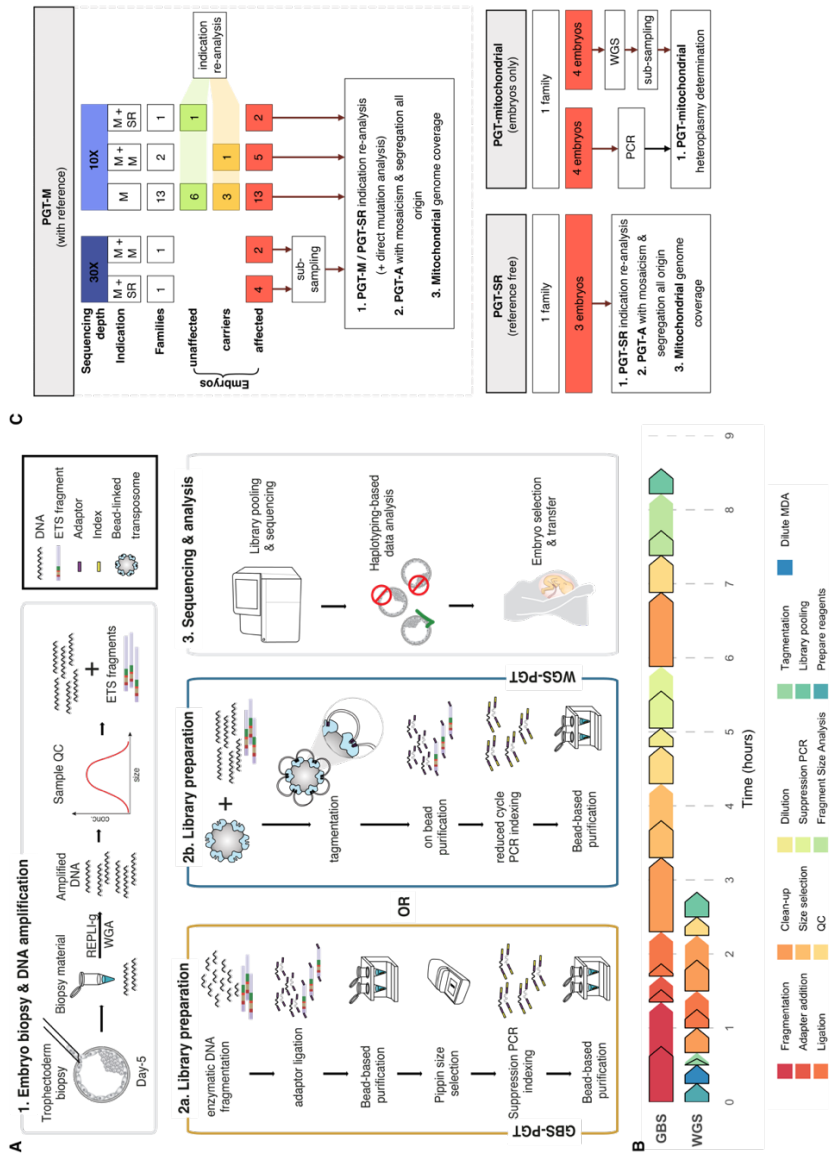 A
1. Embryo biopsy & DNA amplification
Trophectoderm
biopsy
Day-5
Biopsy material
REPLI-g
WGA
Amplified
DNA
Sample QC
conc.
size
ETS fragments
DNA
ETS fragment
Adaptor
Index
Bead-linked
transposome
2a. Library preparation
enzymatic DNA
fragmentation
adaptor ligation
Bead-based
purification
Pippin size
selection
Suppression PCR
indexing
Bead-based
purification
GBS-PGT
OR
2b. Library preparation
tagmentation
on bead
purification
reduced cycle
PCR indexing
Bead-based
purification
WGS-PGT
3. Sequencing & analysis
Library pooling
& sequencing
Haplotyping-based
data analysis
Embryo selection
& transfer
B
GBS
WGS
0 1 2 3 4 5 6 7 8 9
Time (hours)
Fragmentation
Adapter addition
Ligation
Clean-up
Size selection
QC
Dilution
Suppression PCR
Fragment Size Analysis
Tagmentation
Library pooling
Prepare reagents
Dilute MDA
C
PGT-M
(with reference)
Sequencing
depth
30X
10X
Indication
M +
SR
M +
M
M
M +
M
M +
SR
Families
1 1 13 2 1
Embryos
unaffected
6 1
carriers
3 1
affected
4 2 13 5 2
indication
re-analysis
sub-
sampling
1. PGT-M / PGT-SR indication re-analysis
(+ direct mutation analysis)
2. PGT-A with mosaicism & segregation all
origin
3. Mitochondrial genome
coverage
PGT-SR
(reference free)
1 family
3 embryos
1. PGT-SR indication re-analysis
2. PGT-A with mosaicism &
segregation all origin
3. Mitochondrial genome
coverage
PGT-mitochondrial
(embryos only)
1 family
4 embryos
4 embryos
PCR
WGS
sub-sampling
1. PGT-mitochondrial
heteroplasmy determination